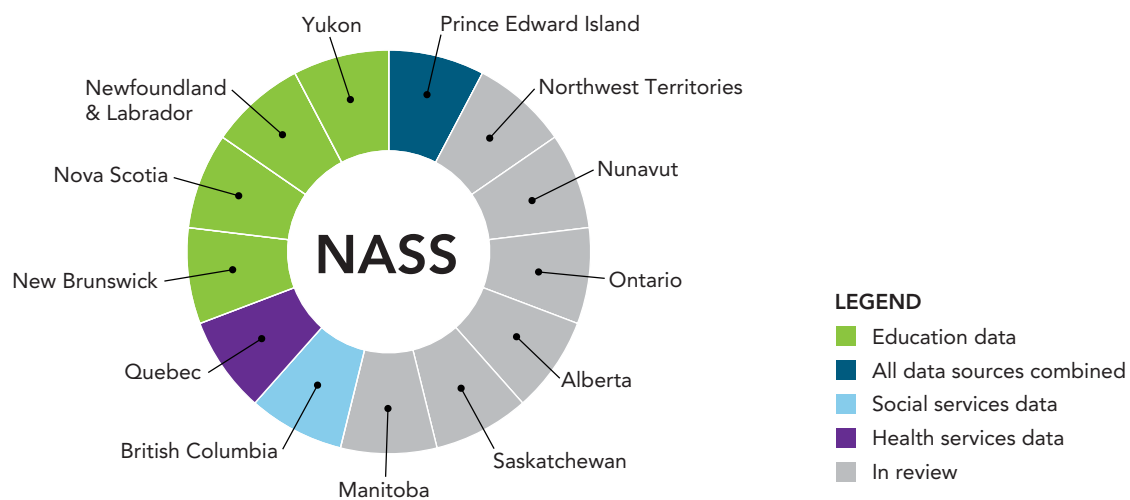 Yukon
Prince Edward Island
Newfoundland
& Labrador
Northwest Territories
Nova Scotia
Nunavut
NASS
New Brunswick
Ontario
Quebec
Alberta
British Columbia
Saskatchewan
Manitoba
LEGEND
Education data
All data sources combined
Social services data
Health services data
In review